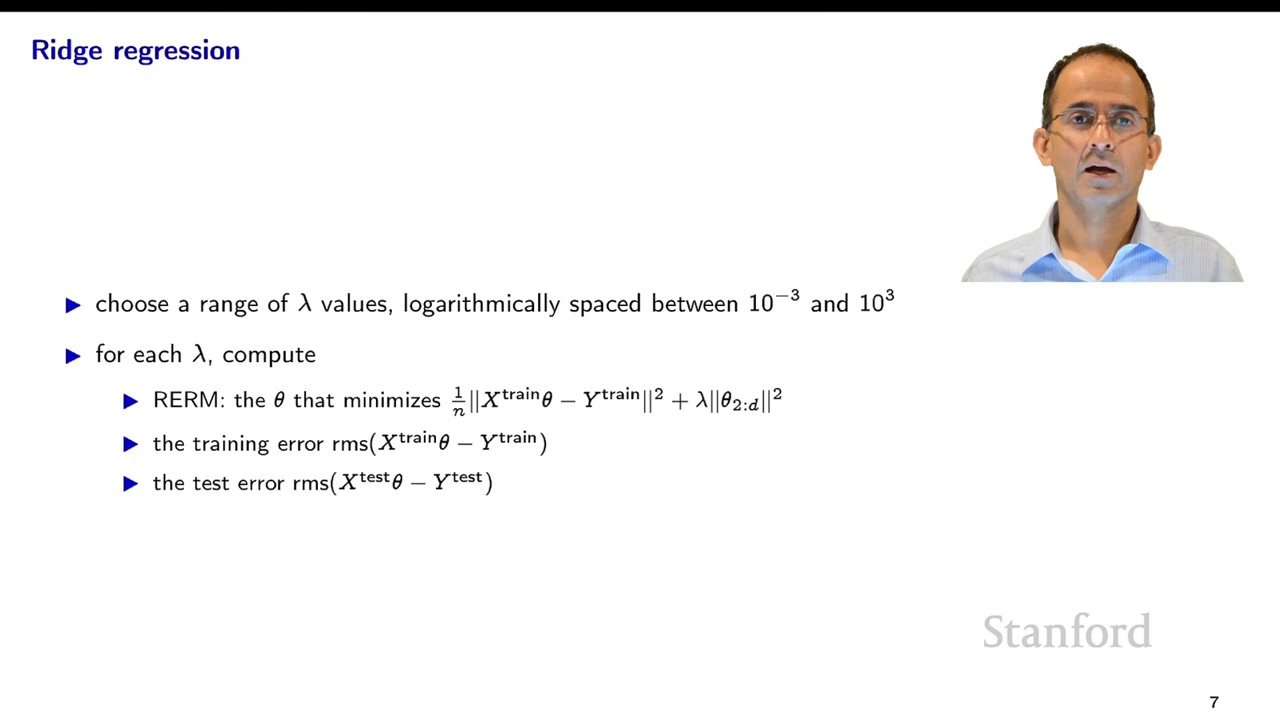 Ridge regression
▶ choose a range of λ values, logarithmically spaced between 10⁻³ and 10³
▶ for each λ, compute
▶ RERM: the θ that minimizes 1/n ||X^train θ − Y^train||² + λ||θ_{2:d}||²
▶ the training error rms(X^train θ − Y^train)
▶ the test error rms(X^test θ − Y^test)
Stanford
7